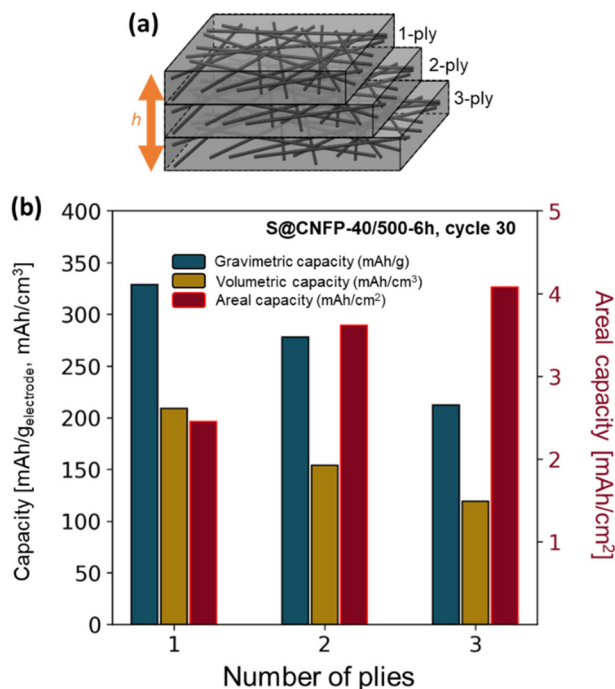 (a)
1-ply
2-ply
3-ply
h
(b)
S@CNFP-40/500-6h, cycle 30
Gravimetric capacity (mAh/g)
Volumetric capacity (mAh/cm³)
Areal capacity (mAh/cm²)
Capacity [mAh/gelectrode, mAh/cm³]
400
350
300
250
200
150
100
50
0
5
4
3
2
1
Areal capacity [mAh/cm²]
1 2 3
Number of plies